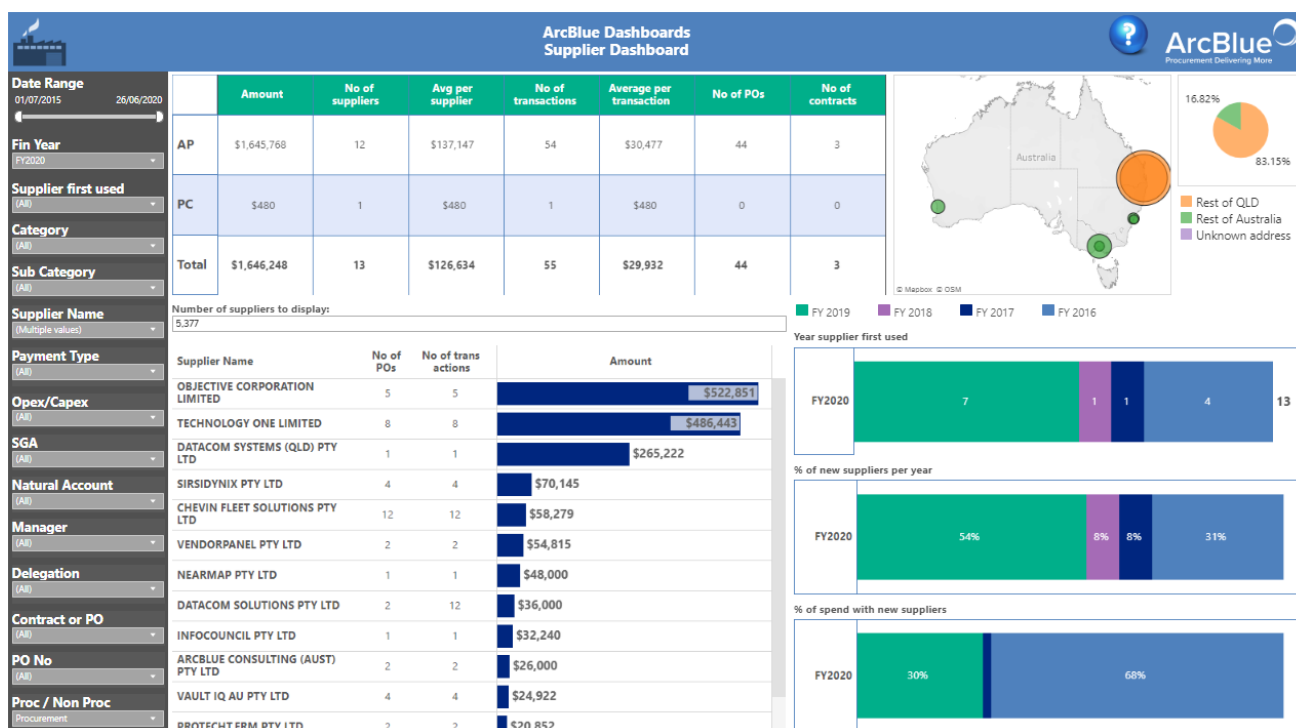 ArcBlue Dashboards
Supplier Dashboard
?
ArcBlue
Procurement Delivering More
Date Range
01/07/2015 26/06/2020
Fin Year
FY2020
Supplier first used
(All)
Category
(All)
Sub Category
(All)
Supplier Name
(Multiple values)
Payment Type
(All)
Opex/Capex
(All)
SGA
(All)
Natural Account
(All)
Manager
(All)
Delegation
(All)
Contract or PO
(All)
PO No
(All)
Proc / Non Proc
Procurement
Amount No of suppliers Avg per supplier No of transactions Average per transaction No of POs No of contracts
AP $1,645,768 12 $137,147 54 $30,477 44 3
PC $480 1 $480 1 $480 0 0
Total $1,646,248 13 $126,634 55 $29,932 44 3
Australia
© Mapbox © OSM
16.82%
83.15%
Rest of QLD
Rest of Australia
Unknown address
Number of suppliers to display:
5,377
Supplier Name No of POs No of trans actions Amount
OBJECTIVE CORPORATION LIMITED 5 5 $522,851
TECHNOLOGY ONE LIMITED 8 8 $486,443
DATACOM SYSTEMS (QLD) PTY LTD 1 1 $265,222
SIRSIDYNIX PTY LTD 4 4 $70,145
CHEVIN FLEET SOLUTIONS PTY LTD 12 12 $58,279
VENDORPANEL PTY LTD 2 2 $54,815
NEARMAP PTY LTD 1 1 $48,000
DATACOM SOLUTIONS PTY LTD 2 12 $36,000
INFOCOUNCIL PTY LTD 1 1 $32,240
ARCBLUE CONSULTING (AUST) PTY LTD 2 2 $26,000
VAULT IQ AU PTY LTD 4 4 $24,922
PROTECHT.ERM PTY LTD 2 2 $20,852
FY 2019 FY 2018 FY 2017 FY 2016
Year supplier first used
FY2020 7 1 1 4 13
% of new suppliers per year
FY2020 54% 8% 8% 31%
% of spend with new suppliers
FY2020 30% 68%